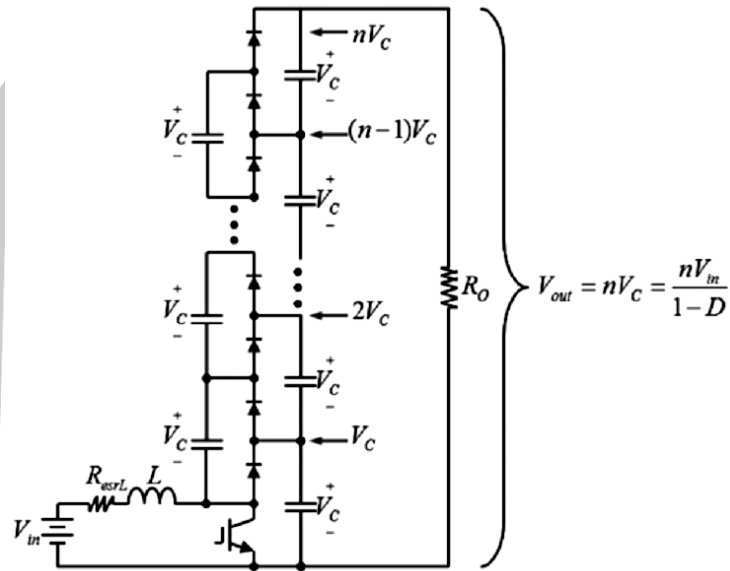 nV_C
+
V_C
-
+
V_C
-
(n-1)V_C
+
V_C
-
+
V_C
-
2V_C
R_O
V_out = nV_C = nV_in / 1-D
+
V_C
-
+
V_C
-
V_C
R_esrL L
+
V_C
-
V_in